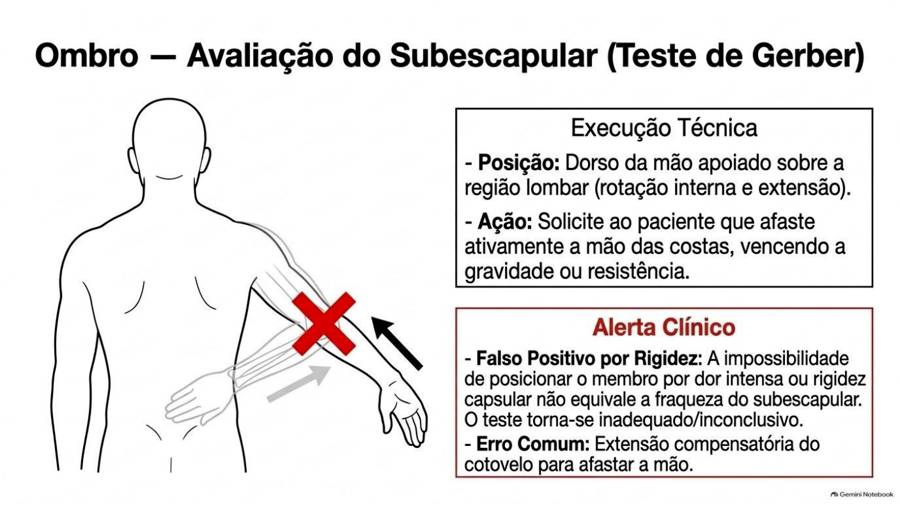 Ombro — Avaliação do Subescapular (Teste de Gerber)
Execução Técnica
- Posição: Dorso da mão apoiado sobre a
região lombar (rotação interna e extensão).
- Ação: Solicite ao paciente que afaste
ativamente a mão das costas, vencendo a
gravidade ou resistência.
Alerta Clínico
- Falso Positivo por Rigidez: A impossibilidade
de posicionar o membro por dor intensa ou rigidez
capsular não equivale a fraqueza do subescapular.
O teste torna-se inadequado/inconclusivo.
- Erro Comum: Extensão compensatória do
cotovelo para afastar a mão.
Gemini Notebook